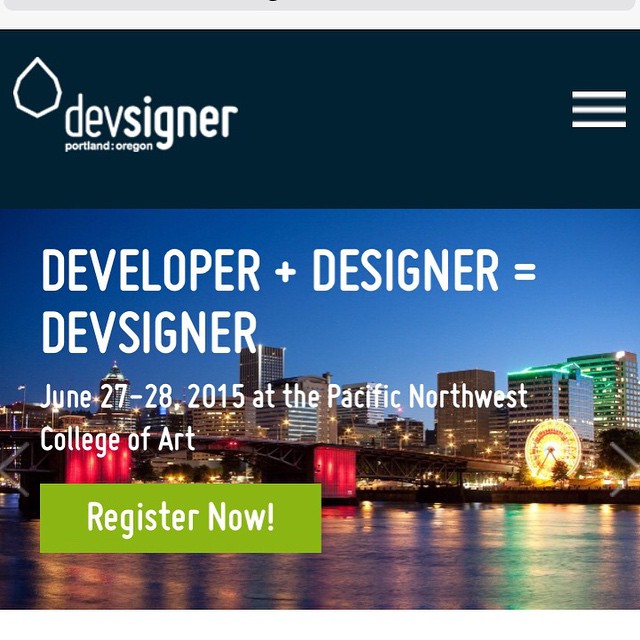 devsigner
portland:oregon
DEVELOPER + DESIGNER =
DEVSIGNER
June 27-28 2015 at the Pacific Northwest
College of Art
Register Now!